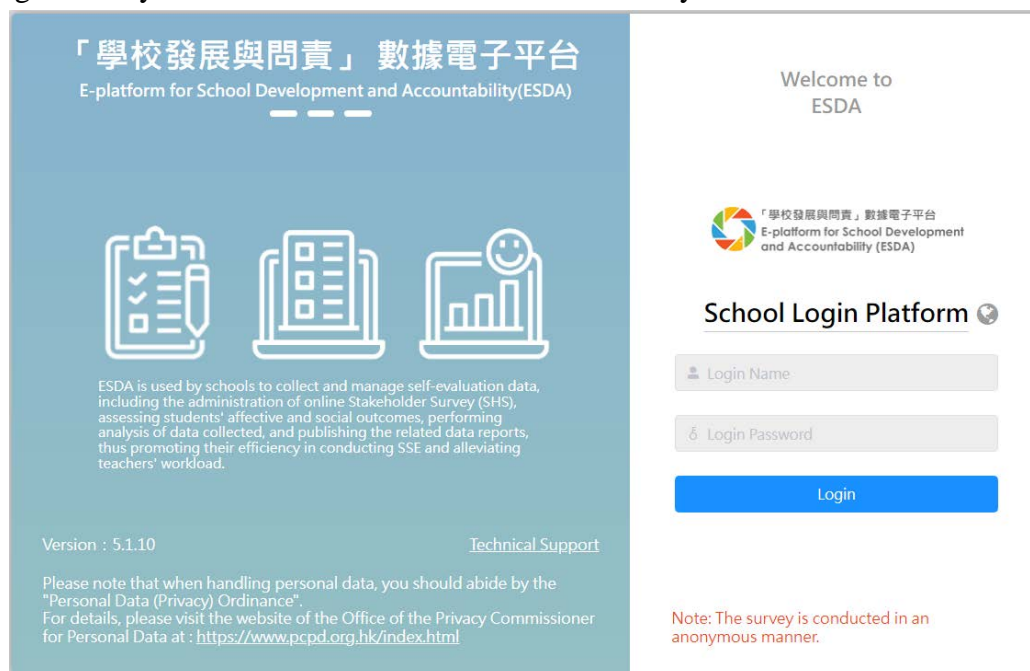 「學校發展與問責」 數據電子平台
E-platform for School Development and Accountability(ESDA)
ESDA is used by schools to collect and manage self-evaluation data,
including the administration of online Stakeholder Survey (SHS),
assessing students' affective and social outcomes, performing
analysis of data collected, and publishing the related data reports,
thus promoting their efficiency in conducting SSE and alleviating
teachers' workload.
Version : 5.1.10
Technical Support
Please note that when handling personal data, you should abide by the
"Personal Data (Privacy) Ordinance".
For details, please visit the website of the Office of the Privacy Commissioner
for Personal Data at : https://www.pcpd.org.hk/index.html
Welcome to
ESDA
「學校發展與問責」數據電子平台
E-platform for School Development
and Accountability (ESDA)
School Login Platform
Login Name
Login Password
Login
Note: The survey is conducted in an
anonymous manner.